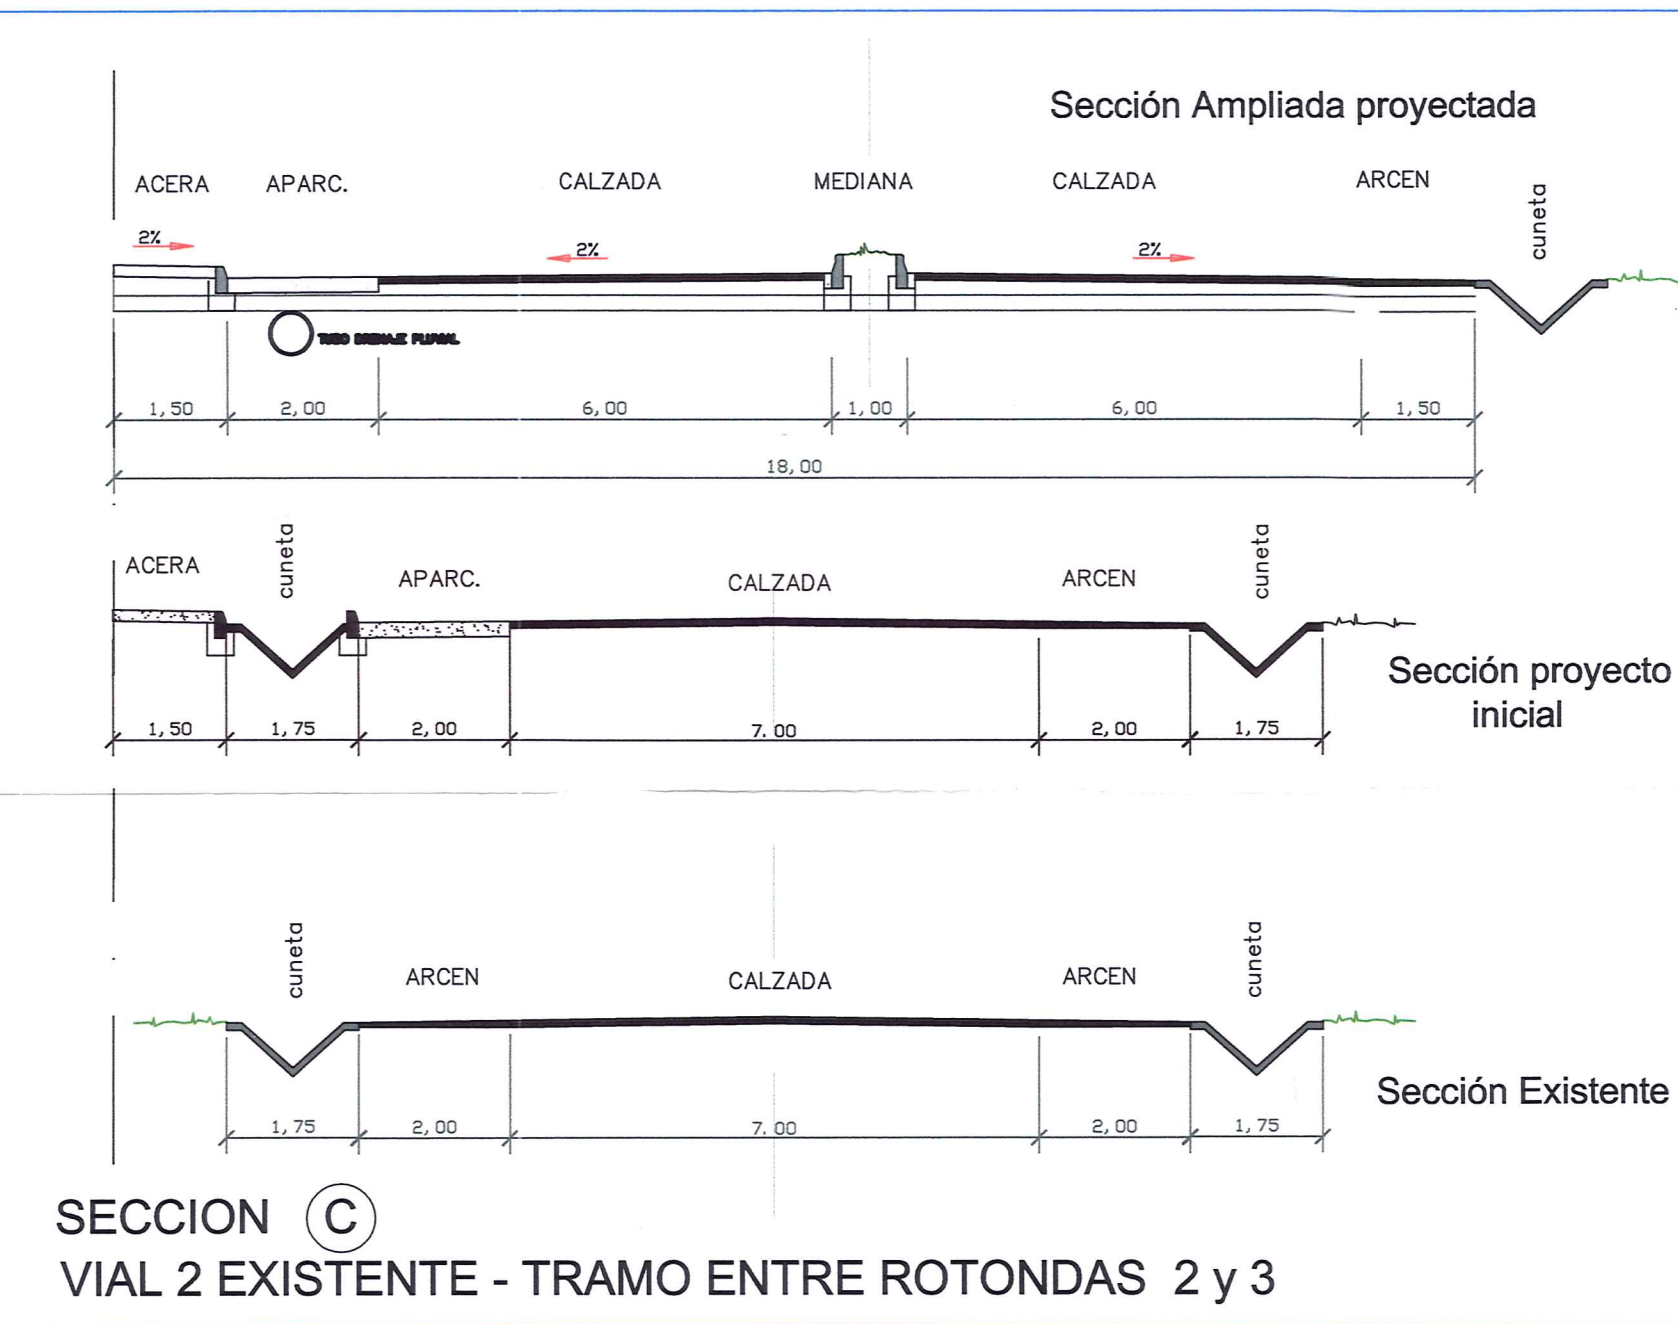 Sección Ampliada proyectada
ACERA APARC. CALZADA MEDIANA CALZADA ARCEN cuneta
2% 2% 2%
TUBO DRENAJE PLUVIAL
1,50 2,00 6,00 1,00 6,00 1,50
18,00
ACERA cuneta APARC. CALZADA ARCEN cuneta
Sección proyecto
inicial
1,50 1,75 2,00 7.00 2,00 1,75
cuneta ARCEN CALZADA ARCEN cuneta
Sección Existente
1,75 2,00 7.00 2,00 1,75
SECCION C
VIAL 2 EXISTENTE - TRAMO ENTRE ROTONDAS 2 y 3